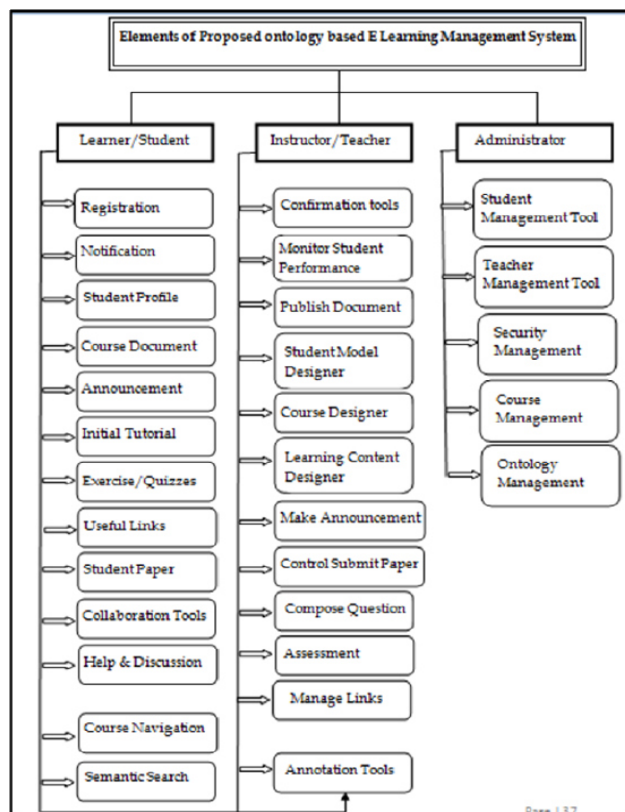 Elements of Proposed ontology based E Learning Management System
Learner/Student
Registration
Notification
Student Profile
Course Document
Announcement
Initial Tutorial
Exercise/Quizzes
Useful Links
Student Paper
Collaboration Tools
Help & Discussion
Course Navigation
Semantic Search
Instructor/Teacher
Confirmation tools
Monitor Student
Performance
Publish Document
Student Model
Designer
Course Designer
Learning Content
Designer
Make Announcement
Control Submit Paper
Compose Question
Assessment
Manage Links
Annotation Tools
Administrator
Student
Management Tool
Teacher
Management Tool
Security
Management
Course
Management
Ontology
Management
Page | 37